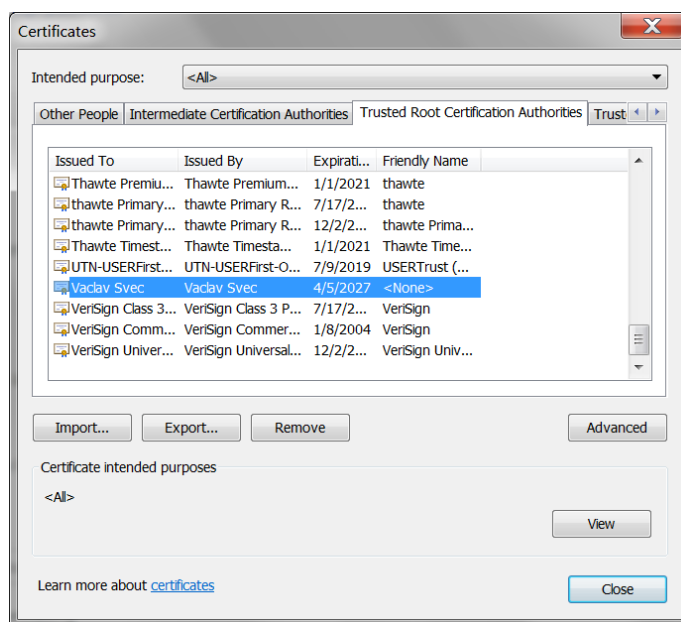 Certificates
Intended purpose: <All>
Other People Intermediate Certification Authorities Trusted Root Certification Authorities Trust
Issued To Issued By Expirati... Friendly Name
Thawte Premiu... Thawte Premium... 1/1/2021 thawte
thawte Primary... thawte Primary R... 7/17/2... thawte
thawte Primary... thawte Primary R... 12/2/2... thawte Prima...
Thawte Timest... Thawte Timesta... 1/1/2021 Thawte Time...
UTN-USERFirst... UTN-USERFirst-O... 7/9/2019 USERTrust (...
Vaclav Svec Vaclav Svec 4/5/2027 <None>
VeriSign Class 3... VeriSign Class 3 P... 7/17/2... VeriSign
VeriSign Comm... VeriSign Commer... 1/8/2004 VeriSign
VeriSign Univer... VeriSign Universal... 12/2/2... VeriSign Univ...
Import... Export... Remove Advanced
Certificate intended purposes
<All>
View
Learn more about certificates
Close